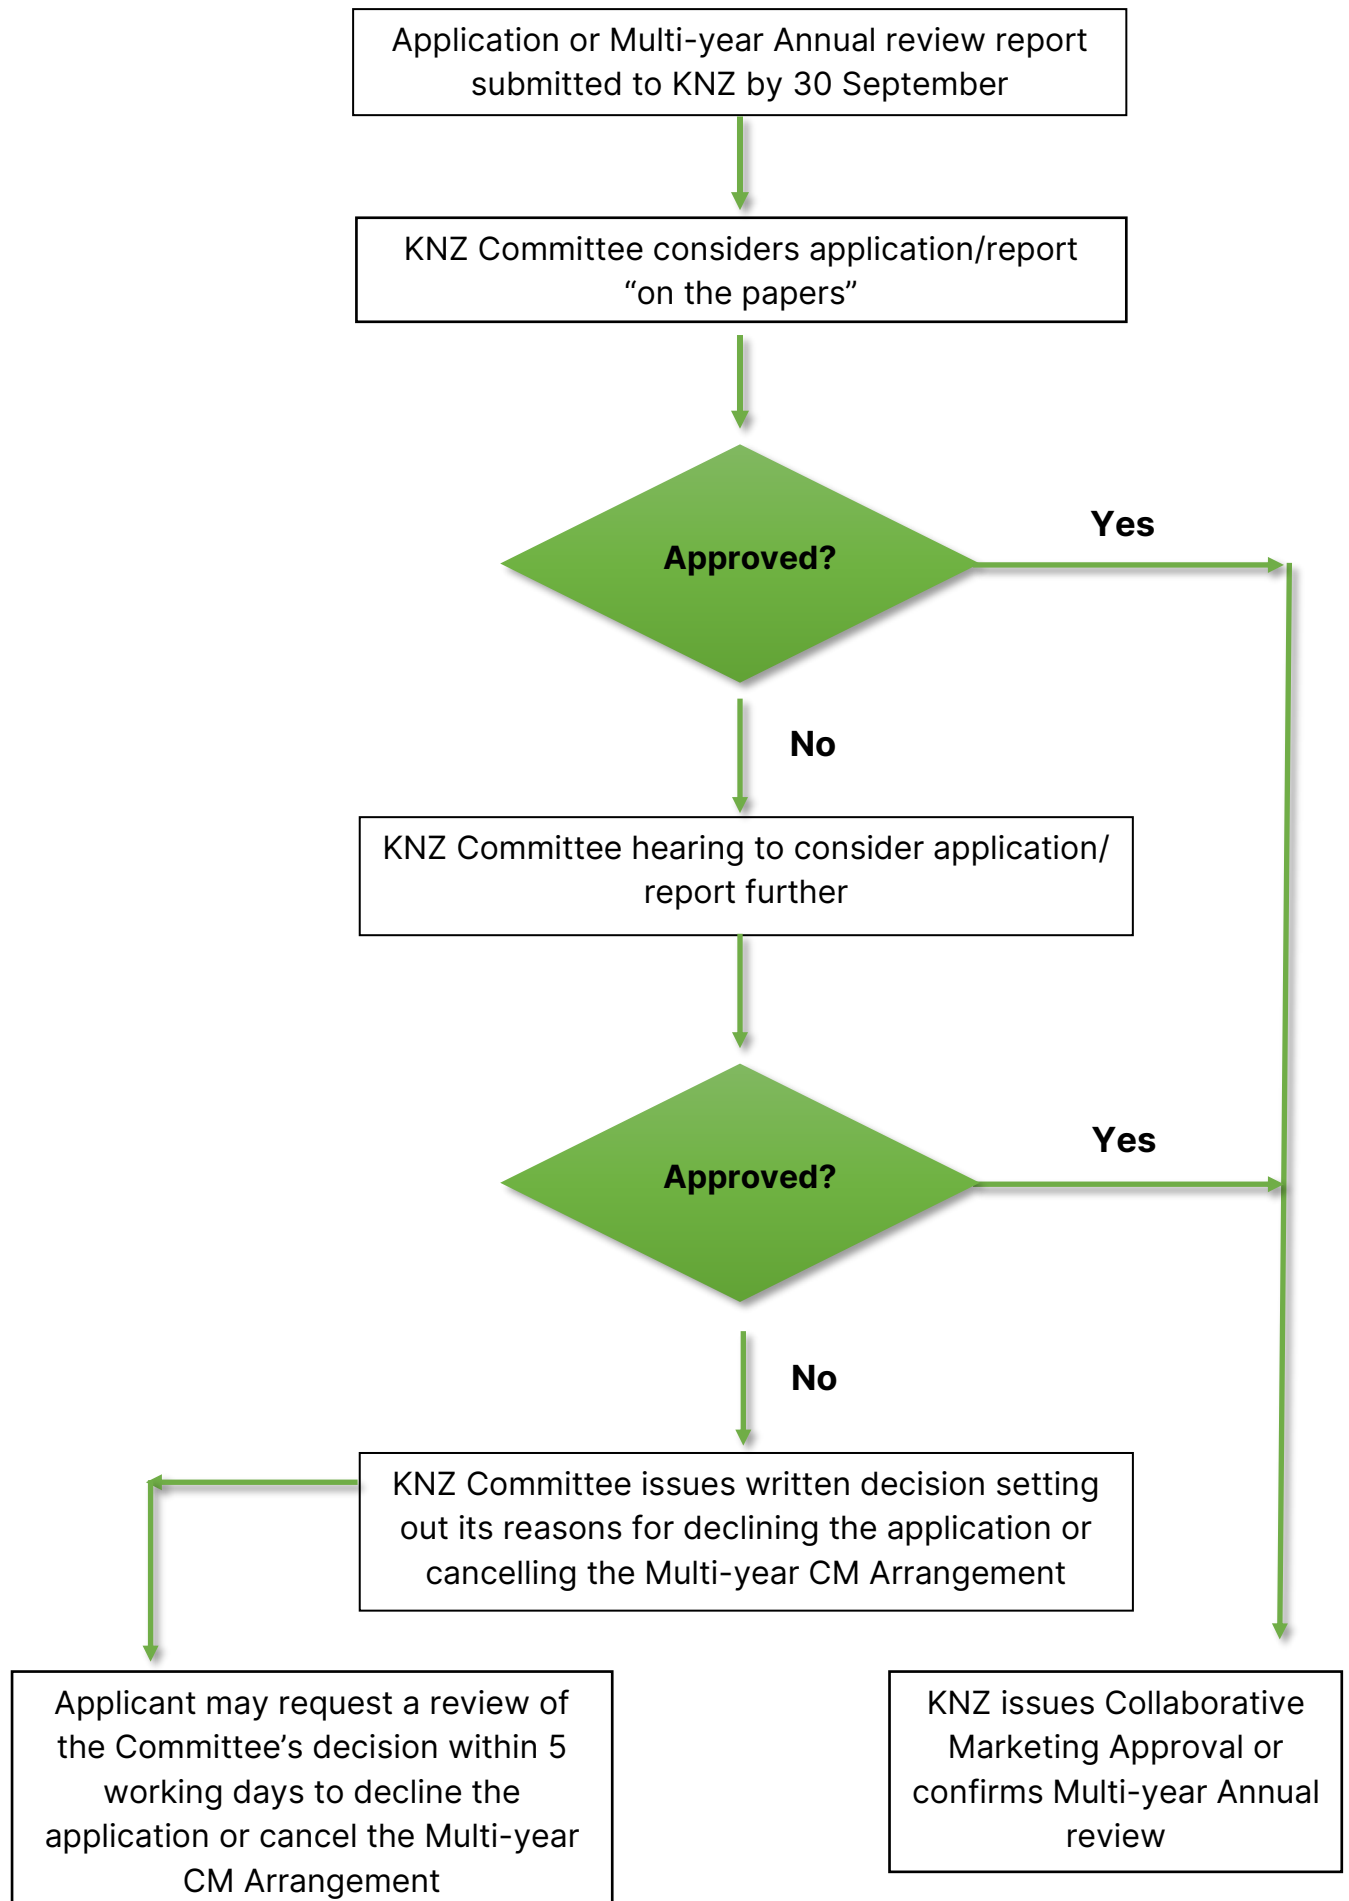 Application or Multi-year Annual review report
submitted to KNZ by 30 September
KNZ Committee considers application/report
“on the papers”
Approved?
Yes
No
KNZ Committee hearing to consider application/
report further
Approved?
Yes
No
KNZ Committee issues written decision setting
out its reasons for declining the application or
cancelling the Multi-year CM Arrangement
Applicant may request a review of
the Committee’s decision within 5
working days to decline the
application or cancel the Multi-year
CM Arrangement
KNZ issues Collaborative
Marketing Approval or
confirms Multi-year Annual
review